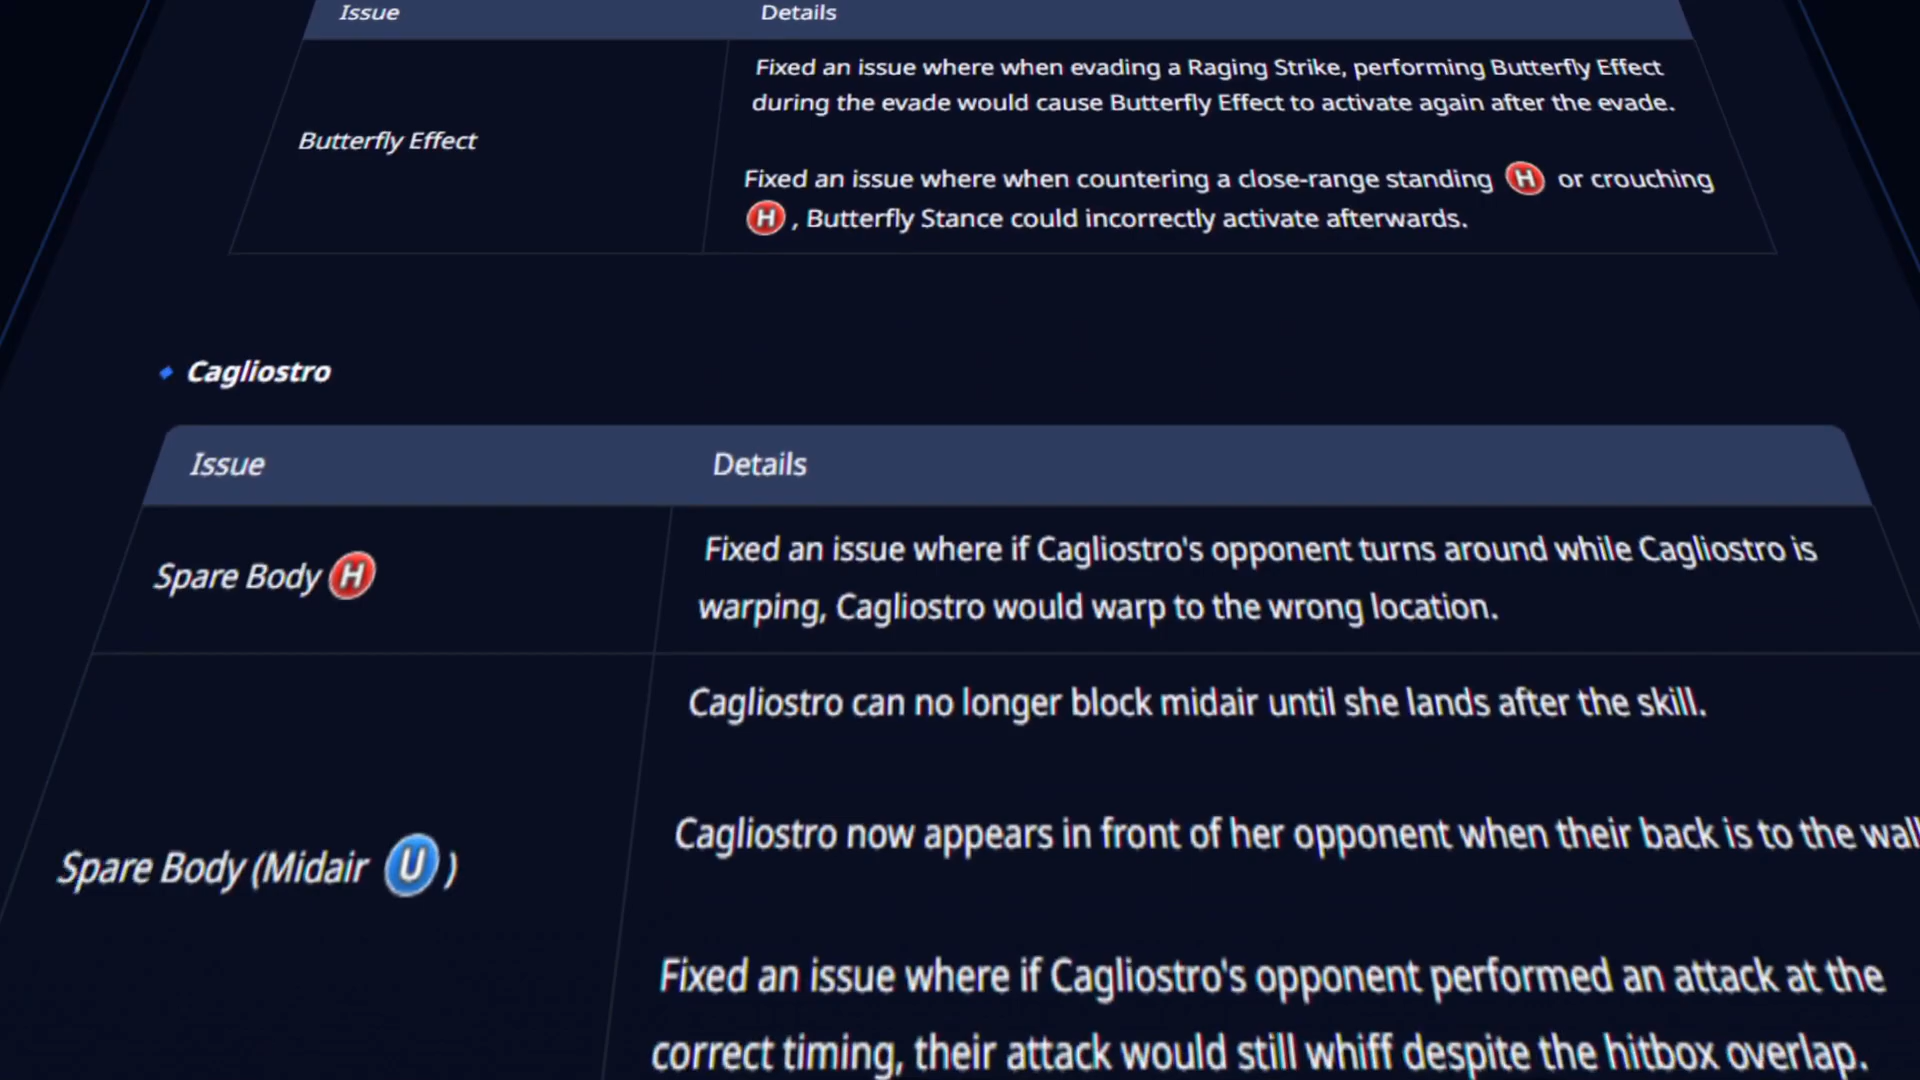 Issue Details
Butterfly Effect
Fixed an issue where when evading a Raging Strike, performing Butterfly Effect
during the evade would cause Butterfly Effect to activate again after the evade.
Fixed an issue where when countering a close-range standing H or crouching
H , Butterfly Stance could incorrectly activate afterwards.
Cagliostro
Issue Details
Spare Body H
Fixed an issue where if Cagliostro's opponent turns around while Cagliostro is
warping, Cagliostro would warp to the wrong location.
Spare Body (Midair U )
Cagliostro can no longer block midair until she lands after the skill.
Cagliostro now appears in front of her opponent when their back is to the wall
Fixed an issue where if Cagliostro's opponent performed an attack at the
correct timing, their attack would still whiff despite the hitbox overlap.